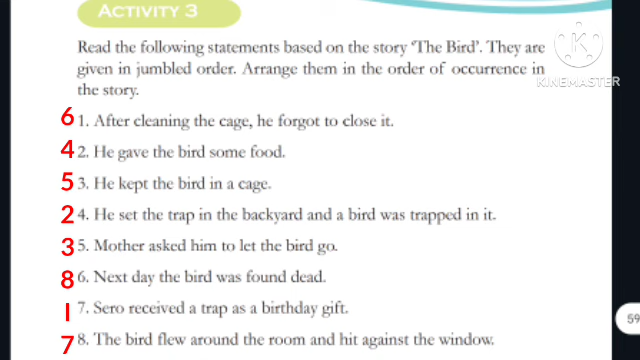 ACTIVITY 3
Read the following statements based on the story 'The Bird'. They are
given in jumbled order. Arrange them in the order of occurrence in
the story.
KINEMASTER
6 1. After cleaning the cage, he forgot to close it.
4 2. He gave the bird some food.
5 3. He kept the bird in a cage.
2 4. He set the trap in the backyard and a bird was trapped in it.
3 5. Mother asked him to let the bird go.
8 6. Next day the bird was found dead.
1 7. Sero received a trap as a birthday gift.
59
7 8. The bird flew around the room and hit against the window.